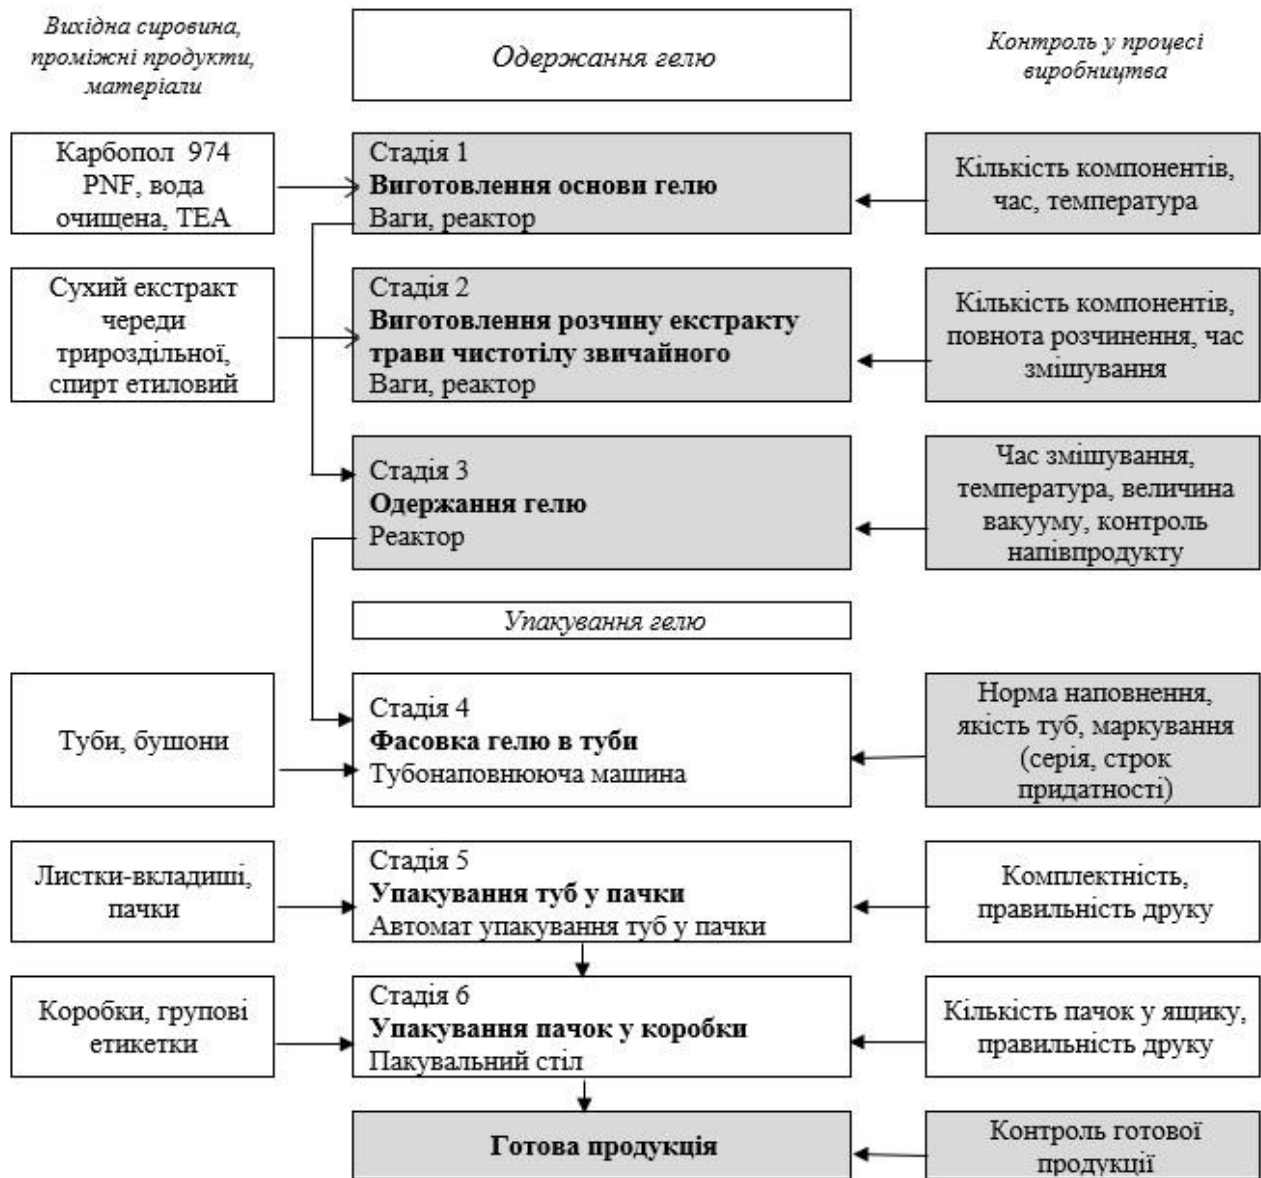 Вихідна сировина,
проміжні продукти,
матеріали
Одержання гелю
Контроль у процесі
виробництва
Карбопол 974
PNF, вода
очищена, ТЕА
Стадія 1
Виготовлення основи гелю
Ваги, реактор
Кількість компонентів,
час, температура
Сухий екстракт
череди
трироздільної,
спирт етиловий
Стадія 2
Виготовлення розчину екстракту
трави чистотілу звичайного
Ваги, реактор
Кількість компонентів,
повнота розчинення, час
змішування
Стадія 3
Одержання гелю
Реактор
Час змішування,
температура, величина
вакууму, контроль
напівпродукту
Упакування гелю
Туби, бушони
Стадія 4
Фасовка гелю в туби
Тубонаповнююча машина
Норма наповнення,
якість туб, маркування
(серія, строк
придатності)
Листки-вкладиші,
пачки
Стадія 5
Упакування туб у пачки
Автомат упакування туб у пачки
Комплектність,
правильність друку
Коробки, групові
етикетки
Стадія 6
Упакування пачок у коробки
Пакувальний стіл
Кількість пачок у ящику,
правильність друку
Готова продукція
Контроль готової
продукції